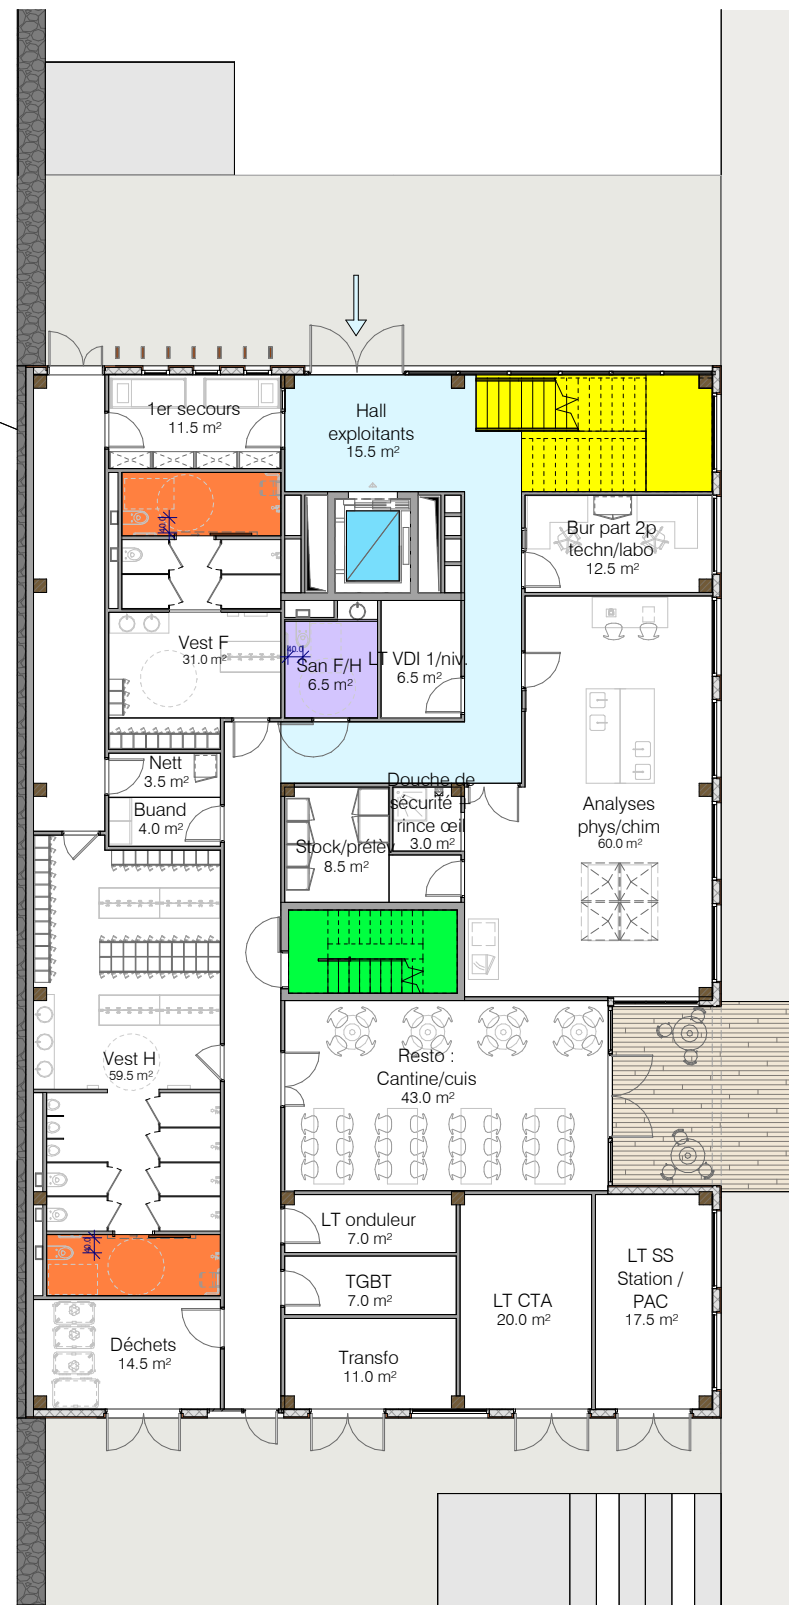 1er secours
11.5 m²
Hall
exploitants
15.5 m²
Bur part 2p
techn/labo
12.5 m²
60.0
Vest F
31.0 m²
60.0
San F/H
6.5 m²
LT VDI 1/niv.
6.5 m²
Nett
3.5 m²
Buand
4.0 m²
Douche de
sécurité +
rince œil
3.0 m²
Stock/prélèv
8.5 m²
Analyses
phys/chim
60.0 m²
Vest H
59.5 m²
Resto :
Cantine/cuis
43.0 m²
LT onduleur
7.0 m²
TGBT
7.0 m²
Transfo
11.0 m²
LT CTA
20.0 m²
LT SS
Station /
PAC
17.5 m²
Déchets
14.5 m²